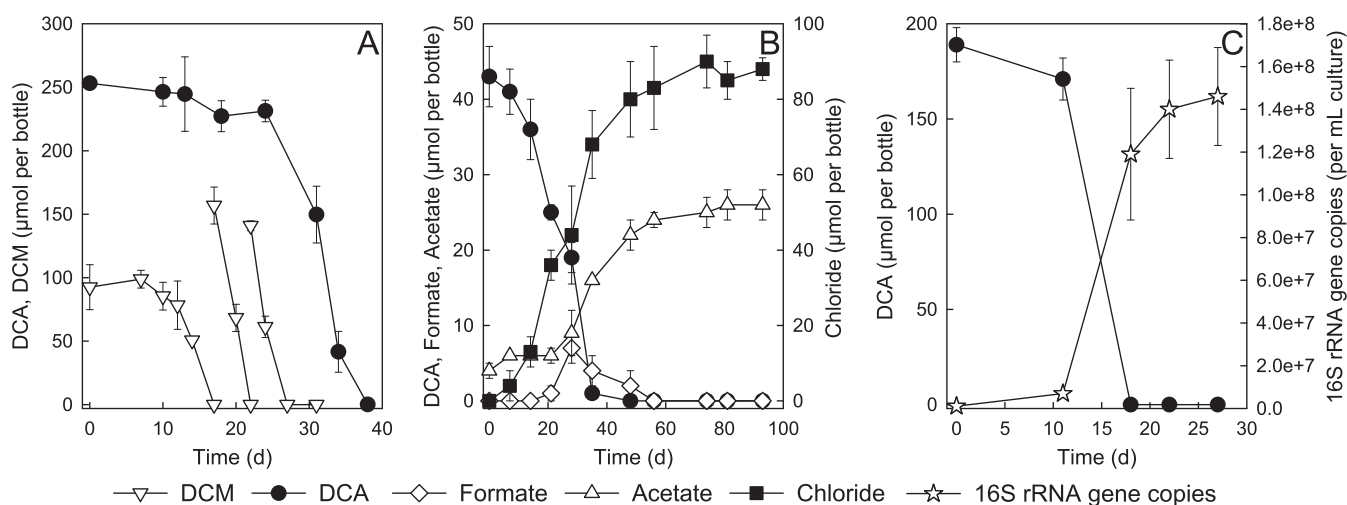 A
DCA, DCM (μmol per bottle)
300
250
200
150
100
50
0
0 10 20 30 40
Time (d)
B
DCA, Formate, Acetate (μmol per bottle)
50
40
30
20
10
0
0 20 40 60 80 100
Time (d)
100
80
60
40
20
0
Chloride (μmol per bottle)
C
DCA (μmol per bottle)
200
150
100
50
0
0 5 10 15 20 25 30
Time (d)
1.8e+8
1.6e+8
1.4e+8
1.2e+8
1.0e+8
8.0e+7
6.0e+7
4.0e+7
2.0e+7
0.0
16S rRNA gene copies (per mL culture)
DCM DCA Formate Acetate Chloride 16S rRNA gene copies